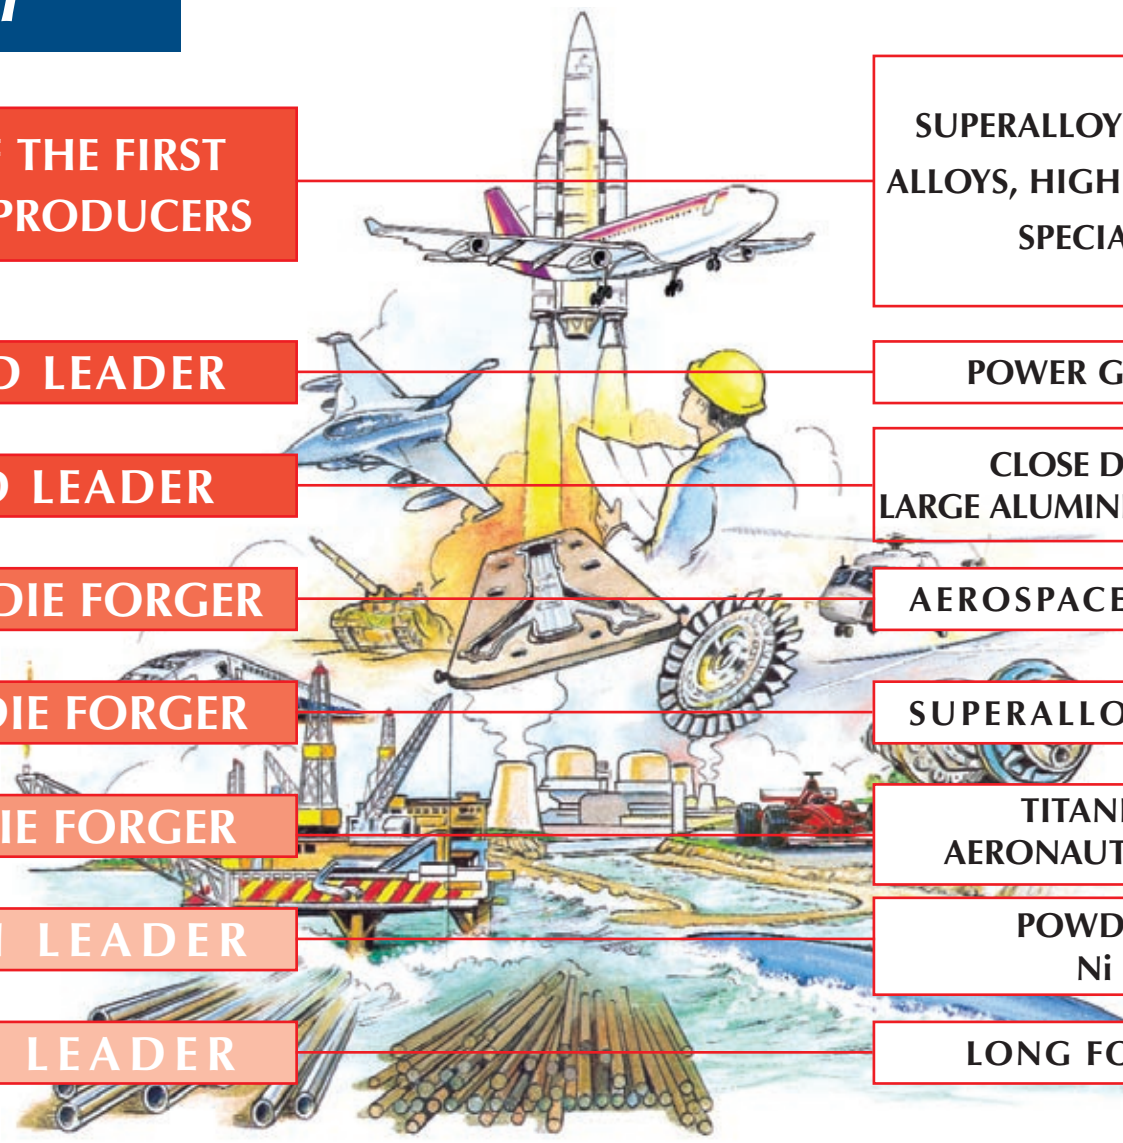 THE FIRST
PRODUCERS
SUPERALLOY
ALLOYS, HIGH
SPECIA
LEADER
POWER G
LEADER
CLOSE D
LARGE ALUMIN
DIE FORGER
AEROSPACE
DIE FORGER
SUPERALLO
IE FORGER
TITAN
AERONAUT
LEADER
POWD
Ni
LEADER
LONG FO